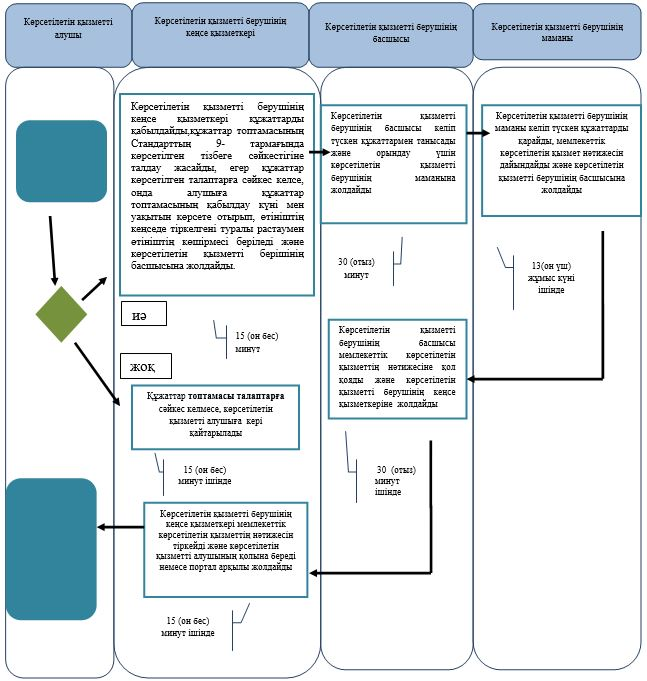 Көрсетілетін қызметті
алушы
Көрсетілетін қызметті берушінің
кеңсе қызметкері
Көрсетілетін қызметті берушінің
басшысы
Көрсетілетін қызметті берушінің
маманы
Көрсетілетін қызметті берушінің
кеңсе қызметкері құжаттарды
қабылдайды,құжаттар топтамасының
Стандарттың 9- тармағында
көрсетілген тізбеге сәйкестігіне
талдау жасайды, егер құжаттар
көрсетілген талаптарға сәйкес келсе,
онда алушыға құжаттар
топтамасының қабылдау күні мен
уақытын көрсете отырып, өтініштің
кеңседе тіркелгені туралы растаумен
өтініштің көшірмесі беріледі және
көрсетілетін қызметті берішінің
басшысына жолдайды.
Көрсетілетін қызметті
берушінің басшысы келіп
түскен құжаттармен танысады
және орындау үшін
көрсетілетін қызметті
берушінің маманына
жолдайды
Көрсетілетін қызметті берушінің
маманы келіп түскен құжаттарды
қарайды, мемлекеттік
көрсетілетін қызмет нәтижесін
дайындайды және көрсетілетін
қызметті берушінің басшысына
жолдайды
30 (отыз)
минут
13(он үш)
жұмыс күні
ішінде
иә
15 (он бес)
минут
жоқ
Көрсетілетін қызметті
берушінің басшысы
мемлекеттік көрсетілетін
қызметтің нәтижесіне қол
қояды және көрсетілетін
қызметті берушінің кеңсе
қызметкеріне жолдайды
Құжаттар топтамасы талаптарға
сәйкес келмесе, көрсетілетін
қызметті алушыға кері
қайтарылады
15 (он бес)
минут ішінде
30 (отыз)
минут
ішінде
Көрсетілетін қызметті берушінің
кеңсе қызметкері мемлекеттік
көрсетілетін қызметтің нәтижесін
тіркейді және көрсетілетін
қызметті алушының қолына береді
немесе портал арқылы жолдайды
15 (он бес)
минут ішінде